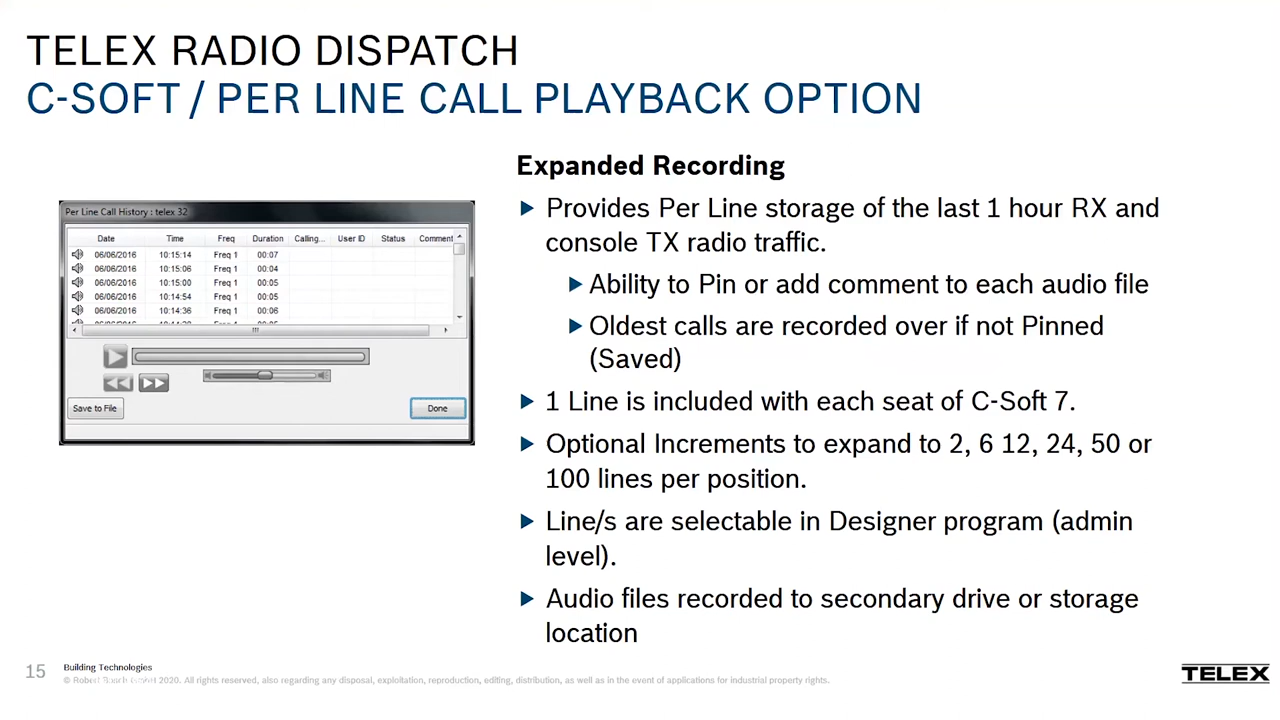 TELEX RADIO DISPATCH
C-SOFT / PER LINE CALL PLAYBACK OPTION
Expanded Recording
Provides Per Line storage of the last 1 hour RX and
console TX radio traffic.
Ability to Pin or add comment to each audio file
Oldest calls are recorded over if not Pinned
(Saved)
1 Line is included with each seat of C-Soft 7.
Optional Increments to expand to 2, 6 12, 24, 50 or
100 lines per position.
Line/s are selectable in Designer program (admin
level).
Audio files recorded to secondary drive or storage
location
Per Line Call History : telex 32
Date Time Freq Duration Calling... User ID Status Comment
06/06/2016 10:15:14 Freq 1 00:07
06/06/2016 10:15:06 Freq 1 00:04
06/06/2016 10:15:00 Freq 1 00:05
06/06/2016 10:14:54 Freq 1 00:05
06/06/2016 10:14:36 Freq 1 00:06
Save to File
Done
15
Building Technologies
© Robert Bosch GmbH 2020. All rights reserved, also regarding any disposal, exploitation, reproduction, editing, distribution, as well as in the event of applications for industrial property rights.
TELEX